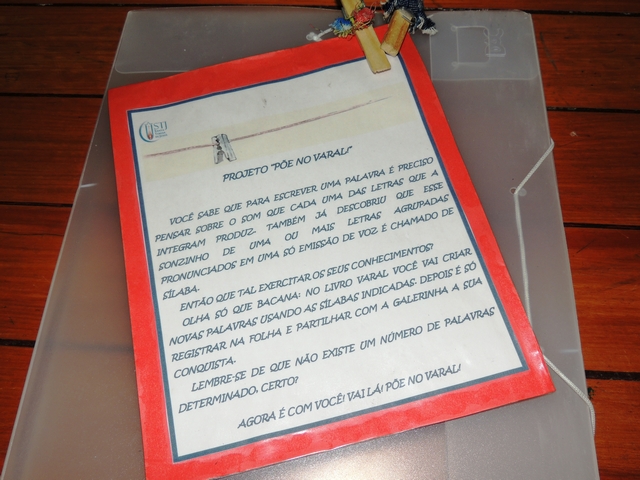 PROJETO "PÕE NO VARAL!"
VOCÊ SABE QUE PARA ESCREVER UMA PALAVRA É PRECISO
PENSAR SOBRE O SOM QUE CADA UMA DAS LETRAS QUE A
INTEGRAM PRODUZ. TAMBÉM JÁ DESCOBRIU QUE ESSE
SONZINHO DE UMA OU MAIS LETRAS AGRUPADAS
PRONUNCIADOS EM UMA SÓ EMISSÃO DE VOZ É CHAMADO DE
SÍLABA.
ENTÃO QUE TAL EXERCITAR OS SEUS CONHECIMENTOS?
OLHA SÓ QUE BACANA: NO LIVRO VARAL VOCÊ VAI CRIAR
NOVAS PALAVRAS USANDO AS SÍLABAS INDICADAS. DEPOIS É SÓ
REGISTRAR NA FOLHA E PARTILHAR COM A GALERINHA A SUA
CONQUISTA.
LEMBRE-SE DE QUE NÃO EXISTE UM NÚMERO DE PALAVRAS
DETERMINADO, CERTO?
AGORA É COM VOCÊ! VAI LÁ! PÕE NO VARAL!